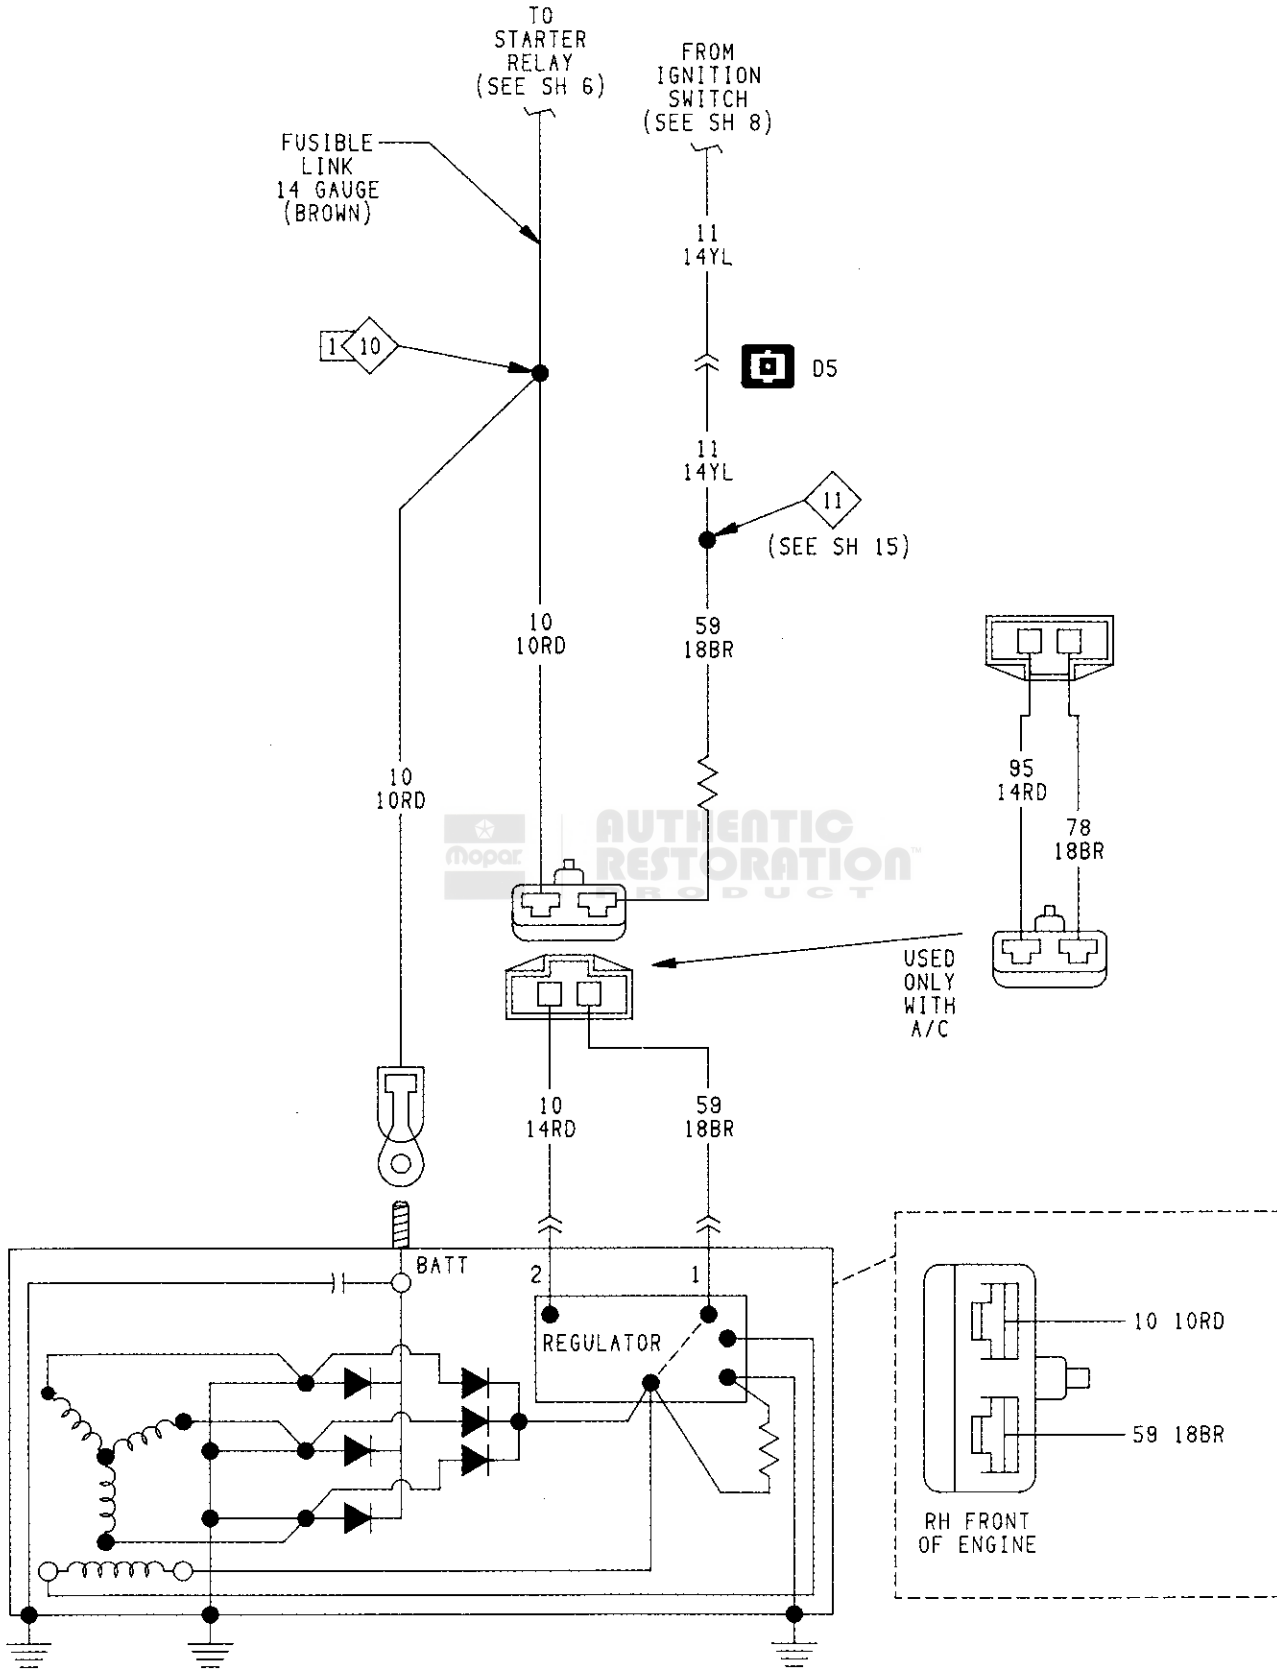 TO
STARTER
RELAY
(SEE SH 6)
FROM
IGNITION
SWITCH
(SEE SH 8)
FUSIBLE
LINK
14 GAUGE
(BROWN)
11
14YL
1 10
D5
11
14YL
11
(SEE SH 15)
10
10RD
59
18BR
10
10RD
95
14RD
78
18BR
Mopar
AUTHENTIC
RESTORATION™
PRODUCT
USED
ONLY
WITH
A/C
10
14RD
59
18BR
BATT
2
1
REGULATOR
10 10RD
59 18BR
RH FRONT
OF ENGINE